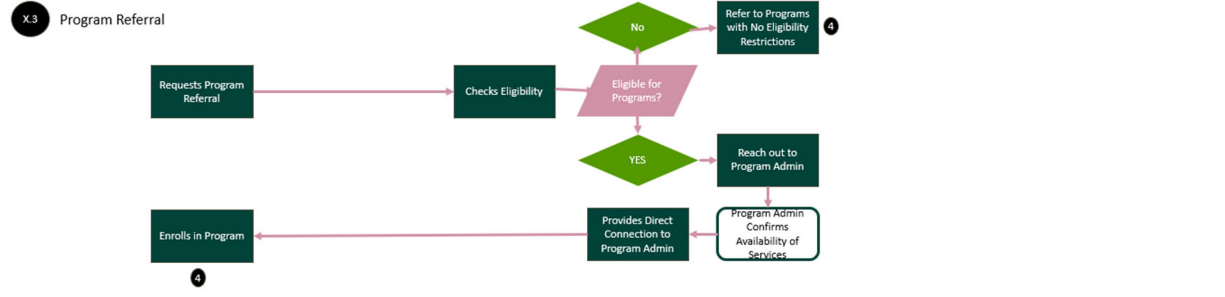 X.3
Program Referral
No
Refer to Programs
with No Eligibility
Restrictions
4
Requests Program
Referral
Checks Eligibility
Eligible for
Programs?
YES
Reach out to
Program Admin
Program Admin
Confirms
Availability of
Services
Provides Direct
Connection to
Program Admin
Enrolls in Program
4